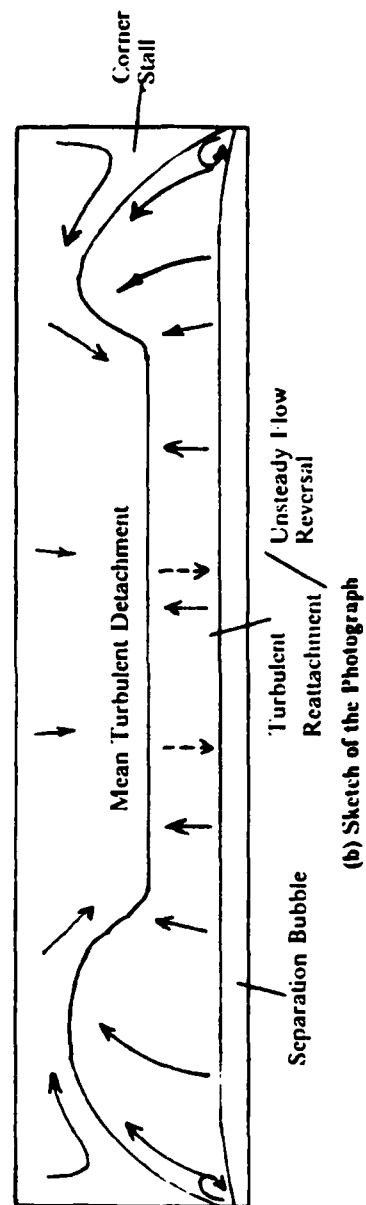 Corner
Stall
Mean Turbulent Detachment
Unsteady Flow
Reversal
Turbulent
Reattachment
Separation Bubble
(b) Sketch of the Photograph